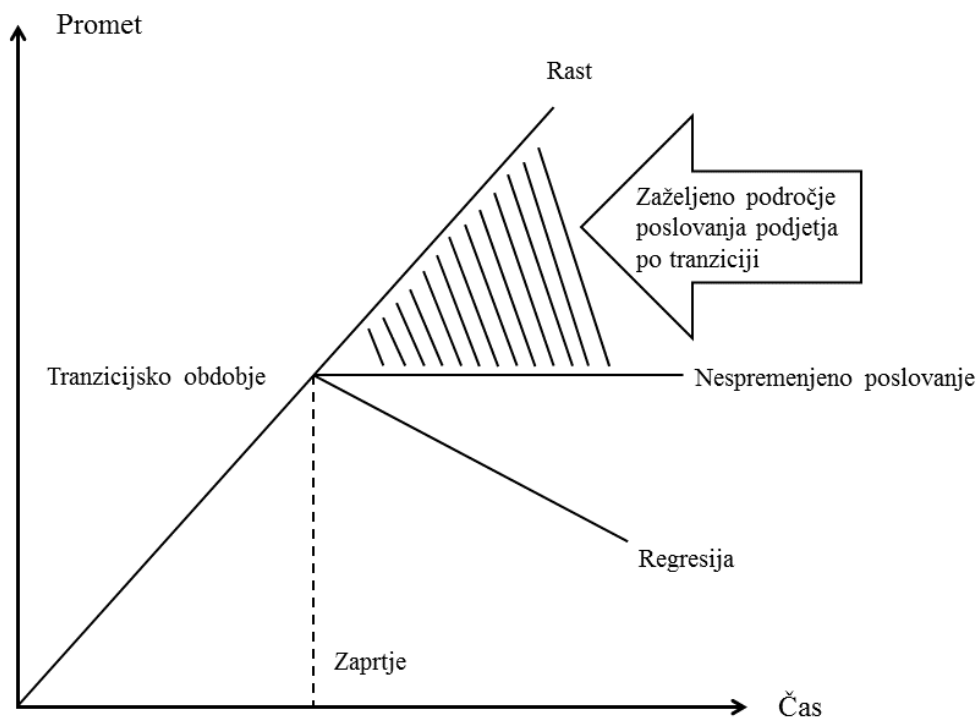 Promet
Rast
Zaželjeno področje
poslovanja podjetja
po tranziciji
Tranzicijsko obdobje
Nespremenjeno poslovanje
Regresija
Zaprtje
Čas